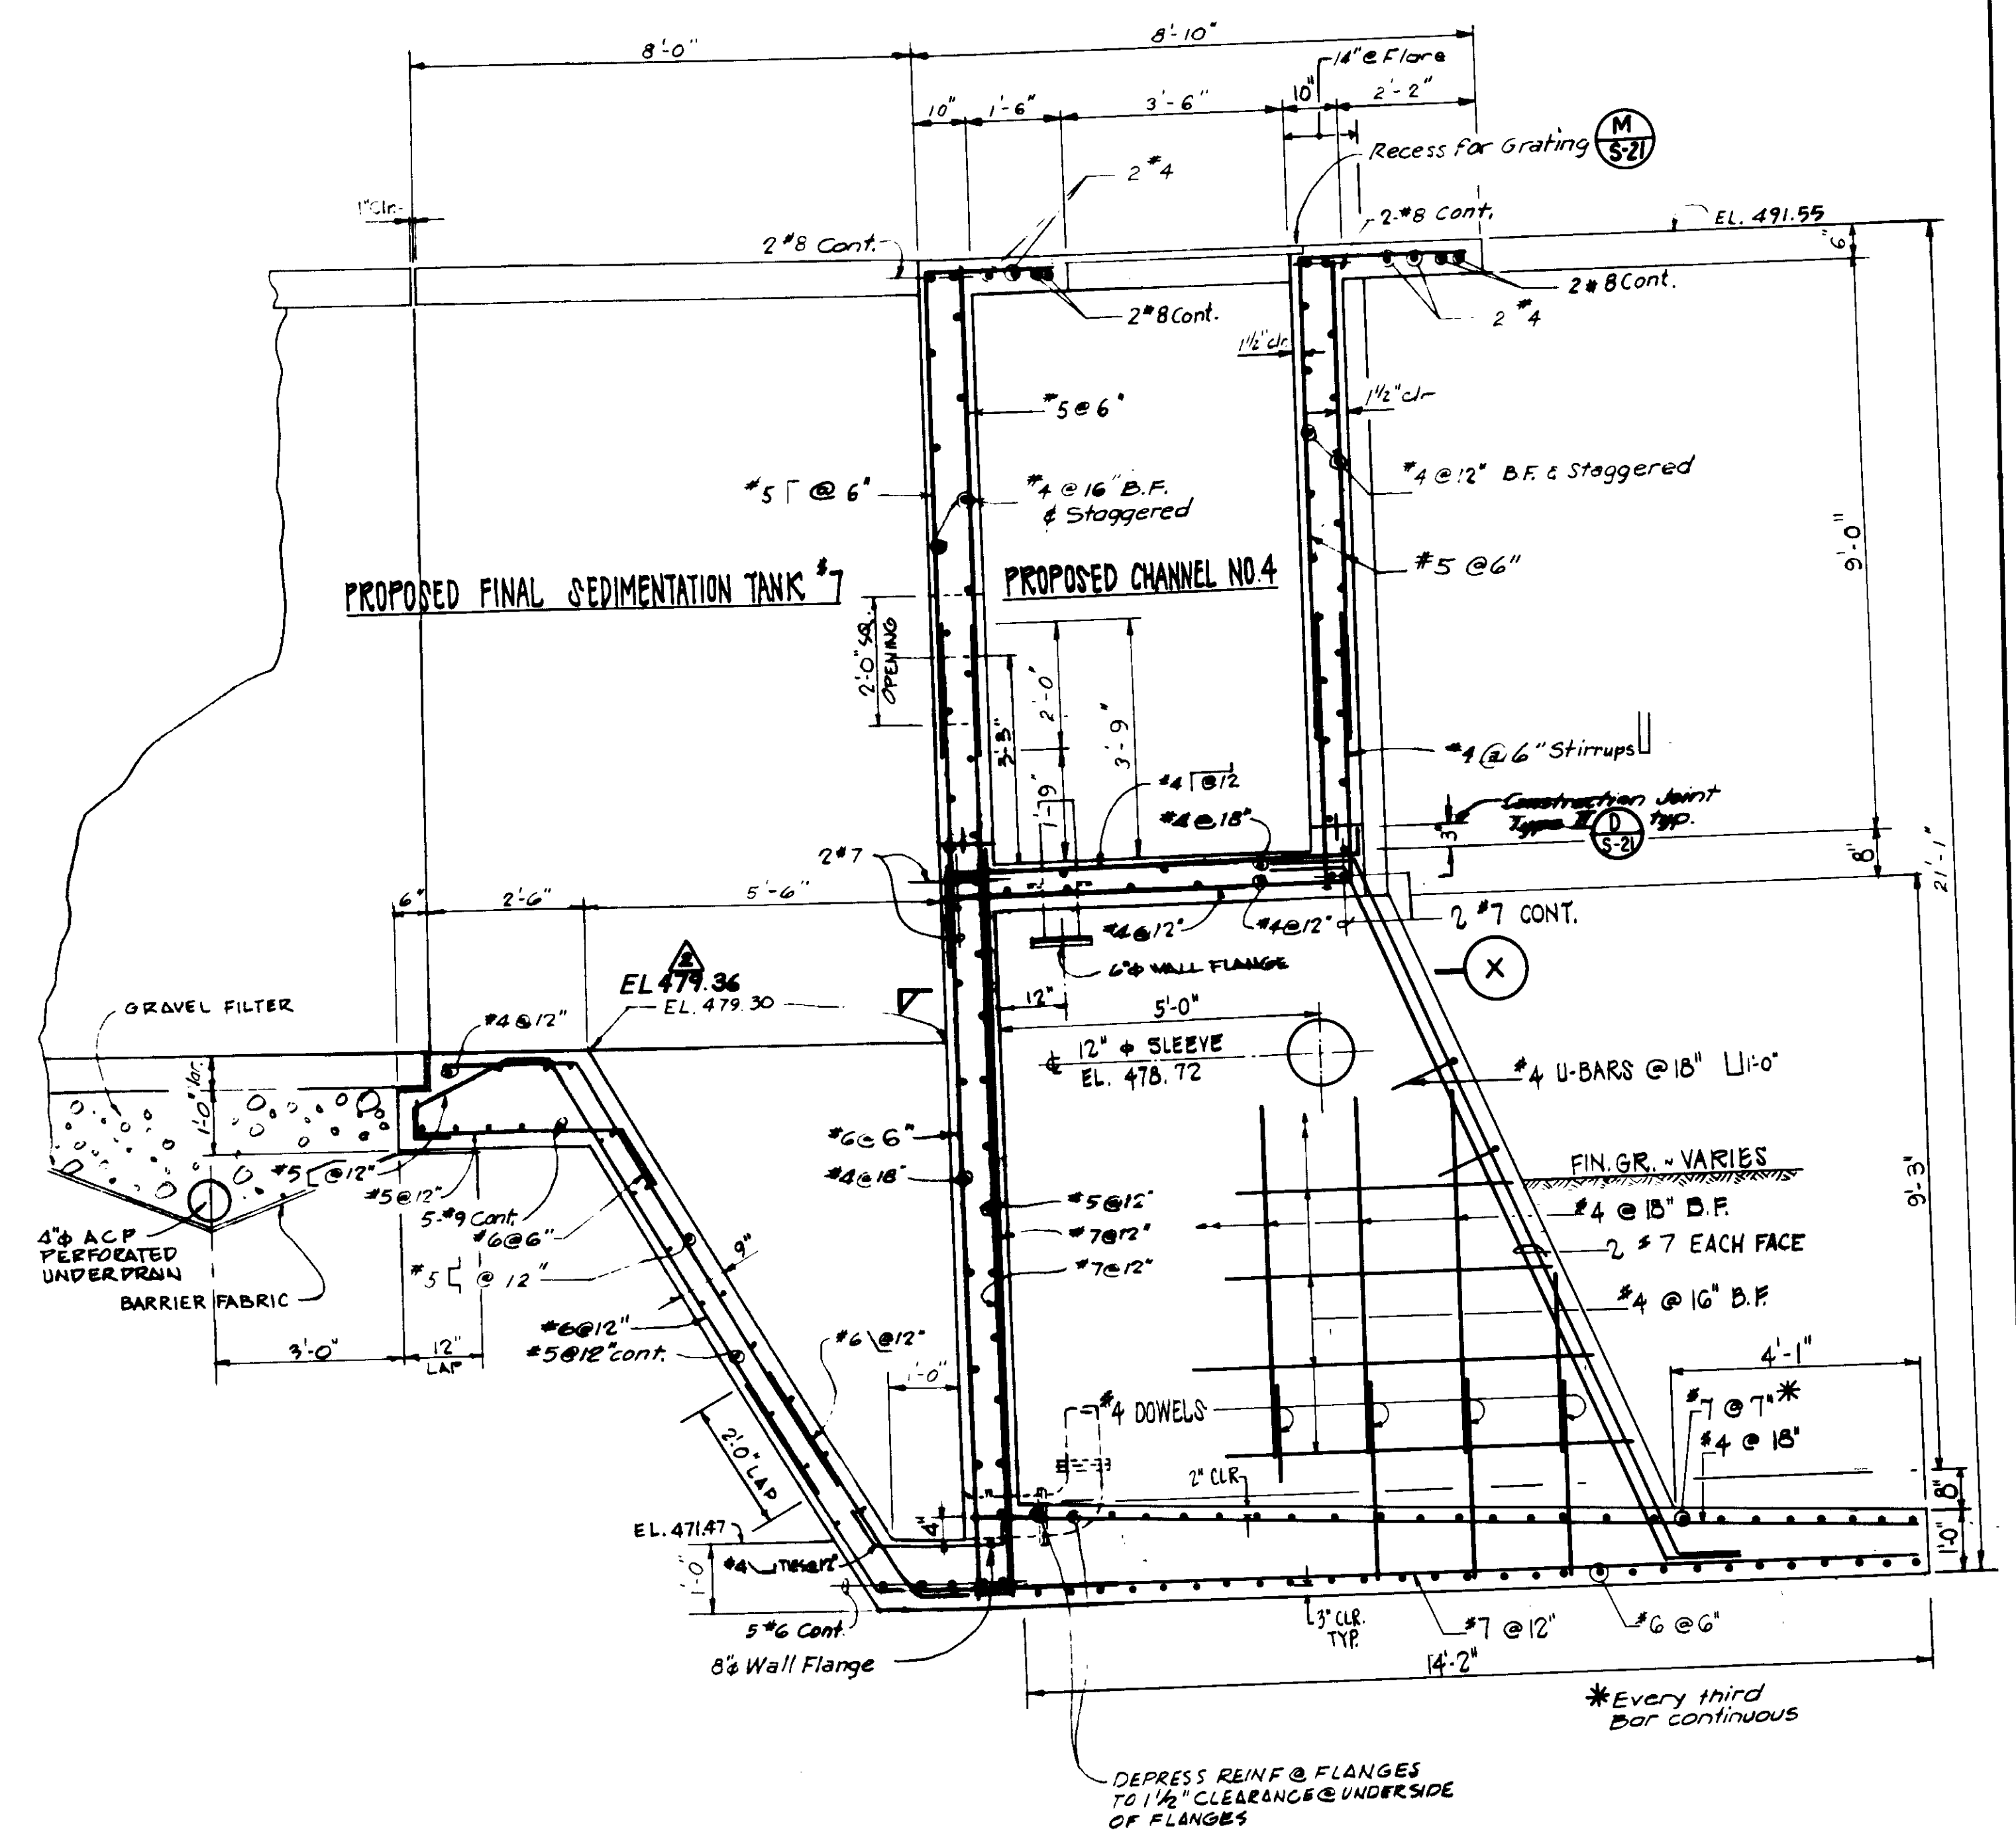 8'-0"
8'-10"
14" @ Flare
10"
1'-6"
3'-6"
10"
2'-2"
Recess for Grating
M
S-21
2 #4
1" Clr.
2 #8 Cont.
2-#8 Cont.
EL. 491.55
6"
2 #8 Cont.
2#8 Cont.
2 #4
1 1/2" clr.
1 1/2" clr
#5 @ 6"
#5 @ 6"
#4 @ 16" B.F.
& Staggered
#4 @ 12" B.F. & Staggered
9'-0"
#5 @6"
PROPOSED FINAL SEDIMENTATION TANK #7
PROPOSED CHANNEL NO.4
2'-0" SQ.
OPENING
3'-3"
2'-0"
3'-9"
1'-9"
#4 @ 6" Stirrups
#4 @12
#4@18"
Construction Joint
Type II typ.
D
S-21
3"
8"
21'-1"
2 #7
6"
2'-6"
5'-6"
#4@12"
#4@12"
2 #7 CONT.
6"φ WALL FLANGE
X
2
EL 479.36
EL. 479.30
12"
5'-0"
GRAVEL FILTER
#4 @ 12"
12" φ SLEEVE
EL. 478.72
#4 U-BARS @ 18" 1'-0"
1'-0"
#6@ 6"
#4@18"
FIN. GR. ~ VARIES
9'-3"
#5 @12"
#5@12"
5-#9 Cont.
#6@6"
#5 @ 12"
#5@12"
#7@12"
#7@12"
#4 @ 18" B.F.
2 #7 EACH FACE
#4 @ 16" B.F.
4"φ ACP
PERFORATED
UNDERDRAIN
BARRIER FABRIC
9"
#6@12"
#5@12" cont.
#6 @12"
3'-0"
12"
LAP
1'-0"
4'-1"
#7 @ 7" *
#4 @ 18"
#4 DOWELS
2'-0" LAP
2" CLR.
8"
EL. 471.47
4"
1'-0"
1'-0"
5 #6 Cont.
8"φ Wall Flange
3" CLR.
TYP.
#7 @ 12"
#6 @ 6"
14'-2"
*Every third
Bar continuous
DEPRESS REINF @ FLANGES
TO 1 1/2" CLEARANCE @ UNDERSIDE
OF FLANGES